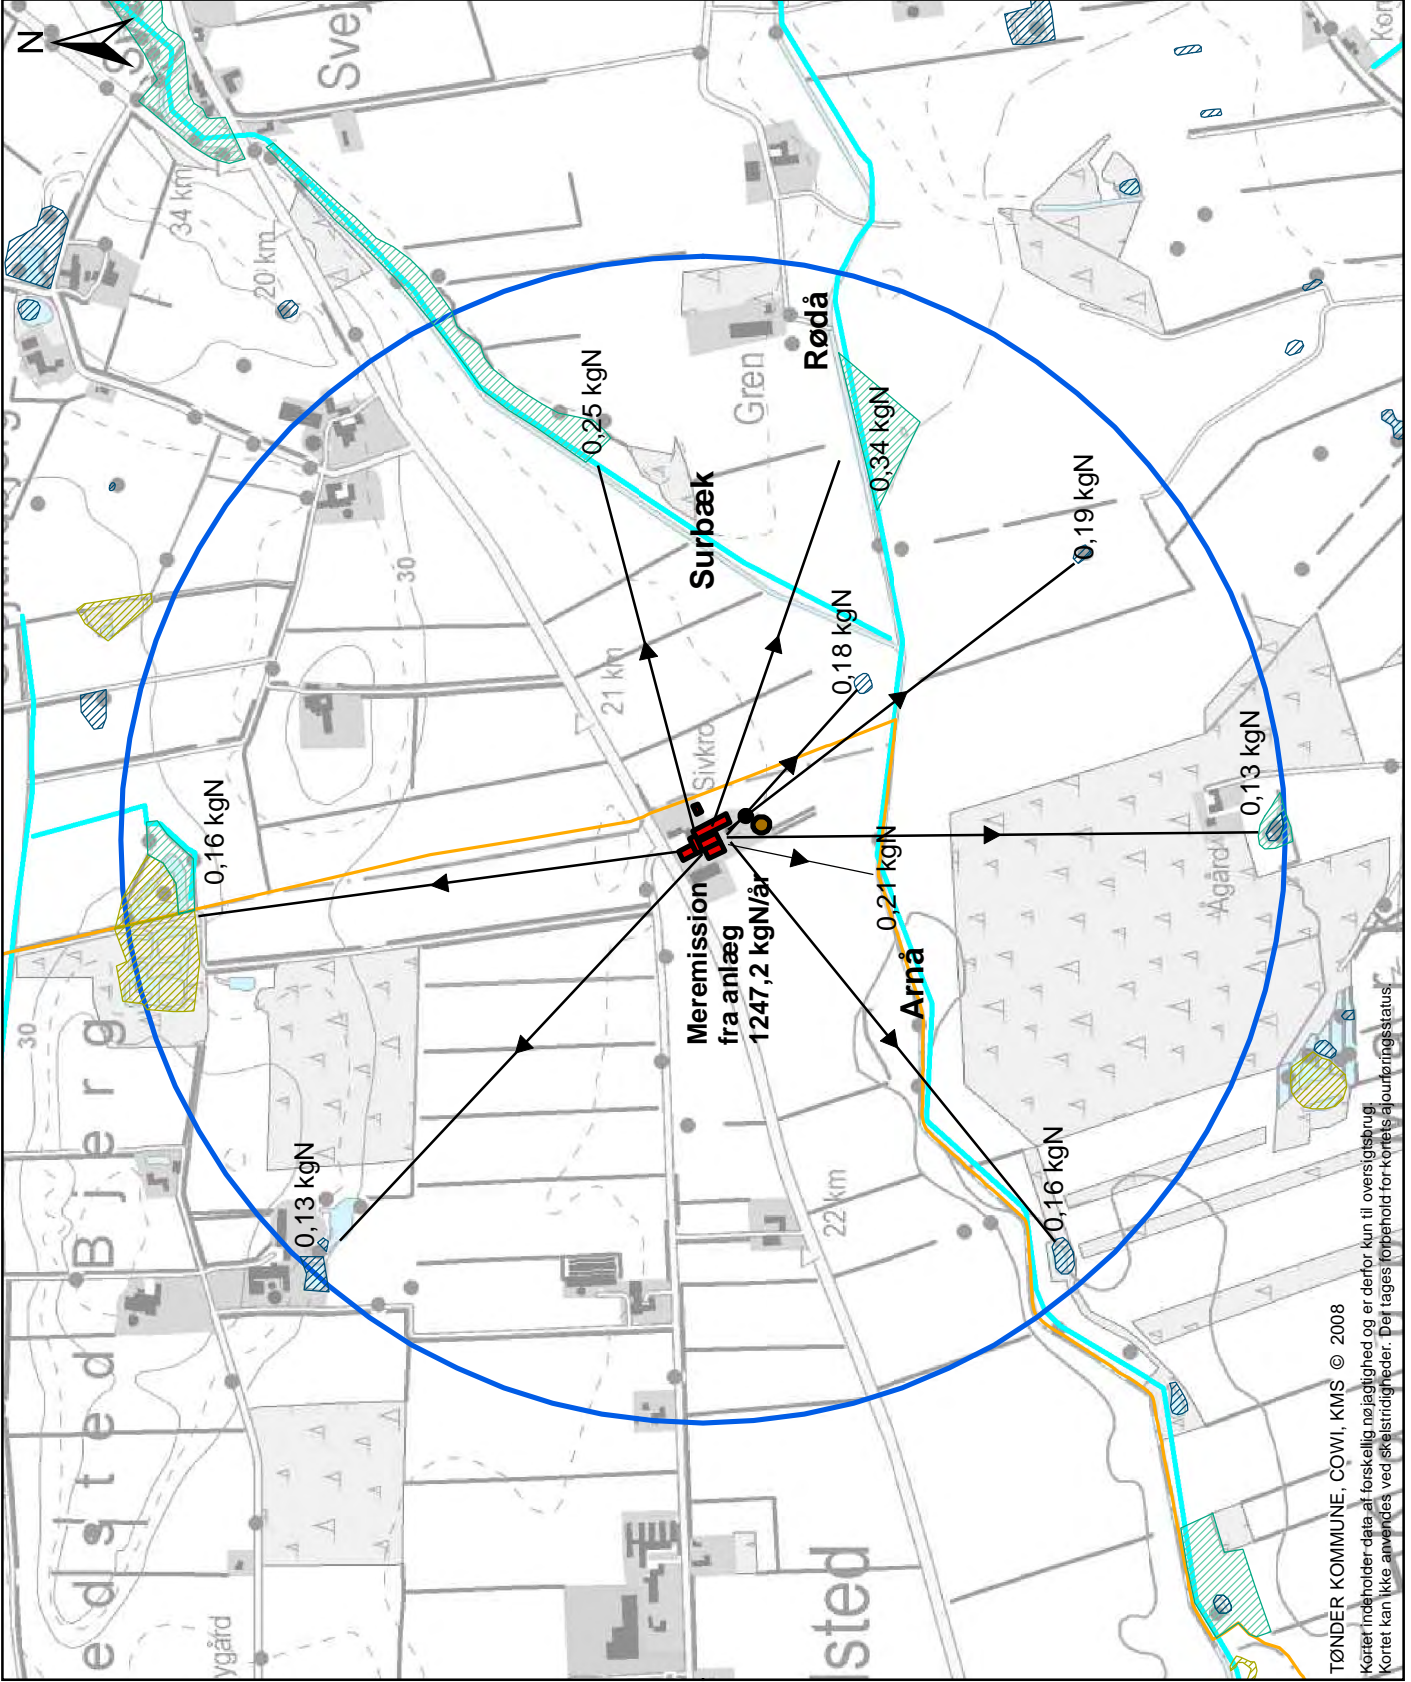 N
Sve
34 km
20 km
30
21 km
Sivkro
Gren
Rødå
Surbæk
Arnå
0,25 kgN
0,34 kgN
0,19 kgN
0,18 kgN
0,13 kgN
0,21 kgN
0,16 kgN
0,16 kgN
0,13 kgN
Meremission
fra anlæg
1247,2 kgN/år
Ågård
30
edsted Bjerg
22 km
ygård
lsted
TØNDER KOMMUNE, COWI, KMS © 2008
Kortet indeholder data af forskellig nøjagtighed og er derfor kun til oversigtsbrug.
Kortet kan ikke anvendes ved skelstridigheder. Der tages forbehold for kortets ajourføringsstatus.